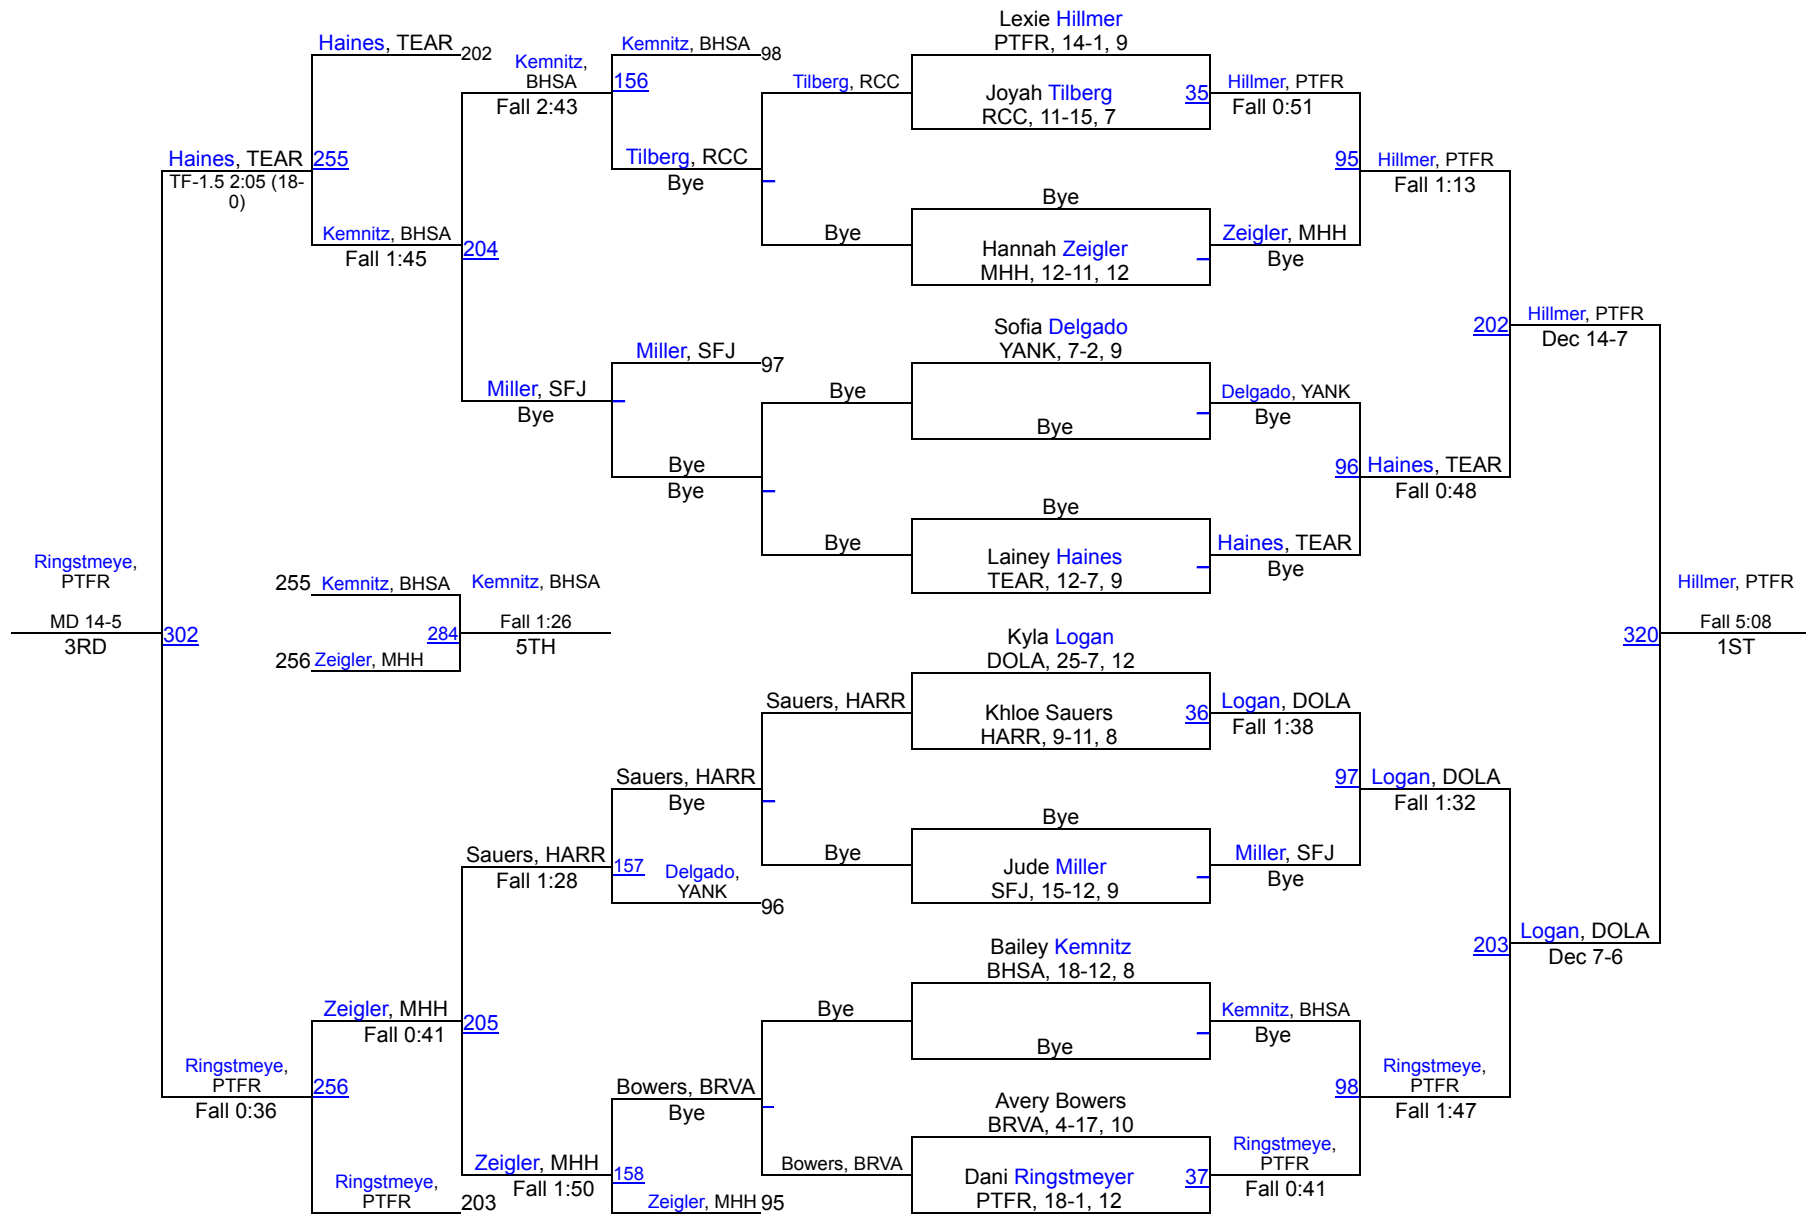 Haines, TEAR
202
Haines, TEAR
TF-1.5 2:05 (18-
0)
255
Kemnitz, BHSA
Fall 1:45
Kemnitz,
BHSA
Fall 2:43
204
Kemnitz, BHSA
98
156
Tilberg, RCC
Bye
Miller, SFJ
Bye
Miller, SFJ
97
Bye
Bye
Tilberg, RCC
Bye
Bye
Bye
Lexie Hillmer
PTFR, 14-1, 9
Joyah Tilberg
RCC, 11-15, 7
35
Hillmer, PTFR
Fall 0:51
Bye
Hannah Zeigler
MHH, 12-11, 12
Zeigler, MHH
Bye
95
Hillmer, PTFR
Fall 1:13
Sofia Delgado
YANK, 7-2, 9
Bye
Delgado, YANK
Bye
Bye
Lainey Haines
TEAR, 12-7, 9
Haines, TEAR
Bye
96
Haines, TEAR
Fall 0:48
202
Hillmer, PTFR
Dec 14-7
Ringstmeye,
PTFR
MD 14-5
3RD
302
255
Kemnitz, BHSA
256
Zeigler, MHH
284
Kemnitz, BHSA
Fall 1:26
5TH
320
Hillmer, PTFR
Fall 5:08
1ST
Kyla Logan
DOLA, 25-7, 12
Khloe Sauers
HARR, 9-11, 8
36
Logan, DOLA
Fall 1:38
Bye
Jude Miller
SFJ, 15-12, 9
Miller, SFJ
Bye
97
Logan, DOLA
Fall 1:32
Bailey Kemnitz
BHSA, 18-12, 8
Bye
Kemnitz, BHSA
Bye
Avery Bowers
BRVA, 4-17, 10
Dani Ringstmeyer
PTFR, 18-1, 12
37
Ringstmeye,
PTFR
Fall 0:41
98
Ringstmeye,
PTFR
Fall 1:47
203
Logan, DOLA
Dec 7-6
Sauers, HARR
Bye
Sauers, HARR
Bye
157
Delgado,
YANK
96
Sauers, HARR
Fall 1:28
Bye
Bowers, BRVA
Bowers, BRVA
Bye
158
Zeigler, MHH
95
Zeigler, MHH
Fall 1:50
205
Zeigler, MHH
Fall 0:41
256
Ringstmeye,
PTFR
203
Ringstmeye,
PTFR
Fall 0:36